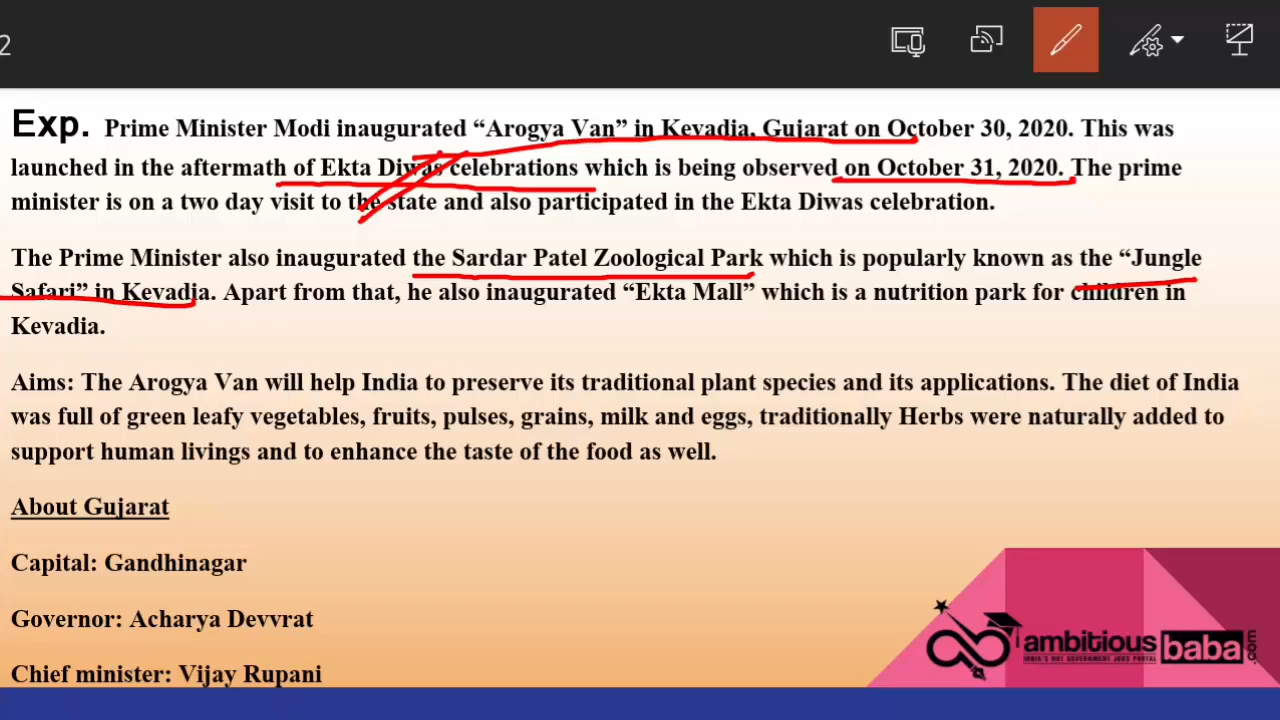 2
Exp. Prime Minister Modi inaugurated “Arogya Van” in Kevadia, Gujarat on October 30, 2020. This was
launched in the aftermath of Ekta Diwas celebrations which is being observed on October 31, 2020. The prime
minister is on a two day visit to the state and also participated in the Ekta Diwas celebration.
The Prime Minister also inaugurated the Sardar Patel Zoological Park which is popularly known as the “Jungle
Safari” in Kevadia. Apart from that, he also inaugurated “Ekta Mall” which is a nutrition park for children in
Kevadia.
Aims: The Arogya Van will help India to preserve its traditional plant species and its applications. The diet of India
was full of green leafy vegetables, fruits, pulses, grains, milk and eggs, traditionally Herbs were naturally added to
support human livings and to enhance the taste of the food as well.
About Gujarat
Capital: Gandhinagar
Governor: Acharya Devvrat
Chief minister: Vijay Rupani
ambitiousbaba.com
INDIA'S NO1 GOVERNMENT JOBS PORTAL